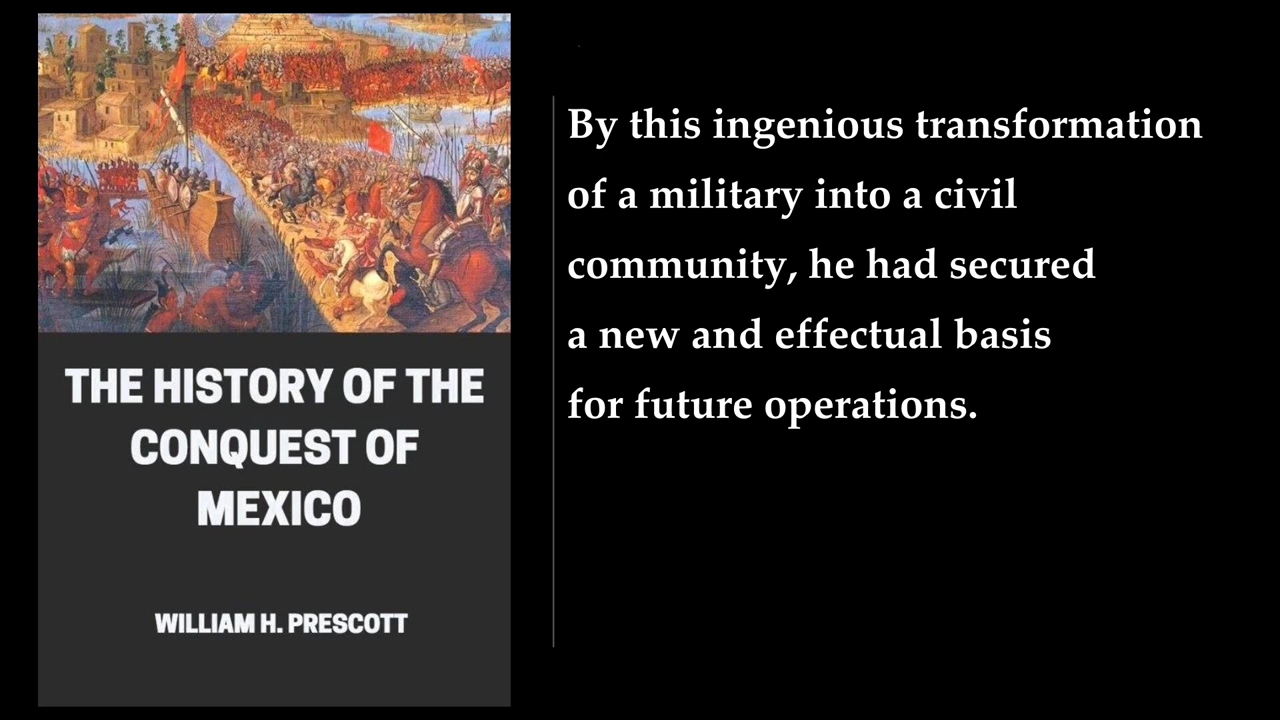 THE HISTORY OF THE
CONQUEST OF
MEXICO
WILLIAM H. PRESCOTT
By this ingenious transformation
of a military into a civil
community, he had secured
a new and effectual basis
for future operations.